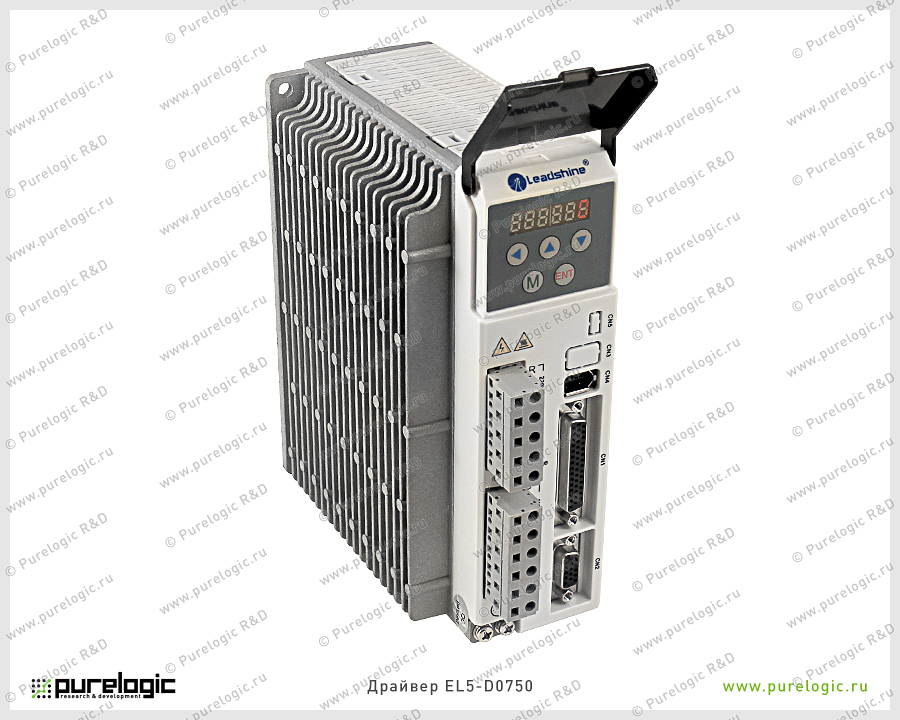 Leadshine®
M
ENT
CN5
CN3
CN4
R
CN1
CN2
purelogic
research & development
Драйвер EL5-D0750
www.purelogic.ru
© Purelogic R&D
www.purelogic.ru